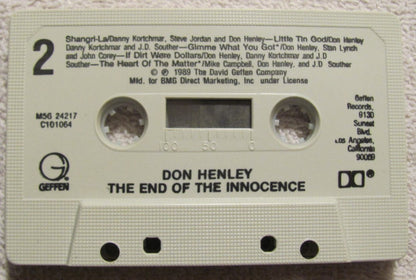 2
Shangri-La/Danny Kortchmar, Steve Jordan and Don Henley—Little Tin God/Don Henley
Danny Kortchmar and J.D. Souther—Gimme What You Got*/Don Henley, Stan Lynch
and John Corey—If Dirt Were Dollars/Don Henley, Danny Kortchmar and J.D
Souther—The Heart Of The Matter*/Mike Campbell, Don Henley, and J.D Souther
© ℗ 1989 The David Geffen Company
Mfd. for BMG Direct Marketing, Inc. under License
M5G 24217
C101064
Geffen
Records,
9130
Sunset
Blvd.
Los Angeles,
California
90069
100 50 0
G
GEFFEN
DON HENLEY
THE END OF THE INNOCENCE